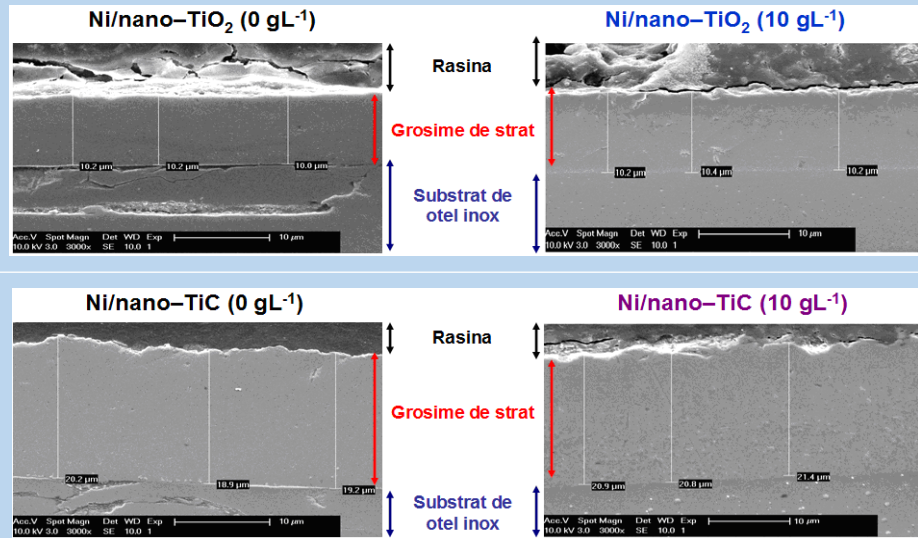 Ni/nano–TiO₂ (0 gL⁻¹)
Ni/nano–TiO₂ (10 gL⁻¹)
Rasina
Grosime de strat
10.2 µm
10.2 µm
10.0 µm
10.2 µm
10.4 µm
10.2 µm
Substrat de
otel inox
Acc.V Spot Magn Det WD Exp
10.0 kV 3.0 3000x SE 10.0 1
10 µm
Acc.V Spot Magn Det WD Exp
10.0 kV 3.0 3000x SE 10.0 1
10 µm
Ni/nano–TiC (0 gL⁻¹)
Ni/nano–TiC (10 gL⁻¹)
Rasina
Grosime de strat
20.2 µm
18.9 µm
19.2 µm
20.9 µm
20.8 µm
21.4 µm
Substrat de
otel inox
Acc.V Spot Magn Det WD Exp
10.0 kV 3.0 3000x SE 10.0 1
10 µm
Acc.V Spot Magn Det WD Exp
10.0 kV 3.0 3000x SE 10.0 1
10 µm